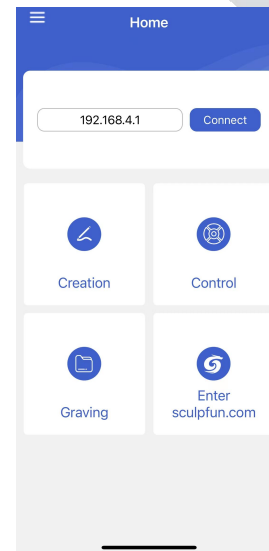 Home
192.168.4.1 Connect
Creation Control
Graving Enter
sculpfun.com